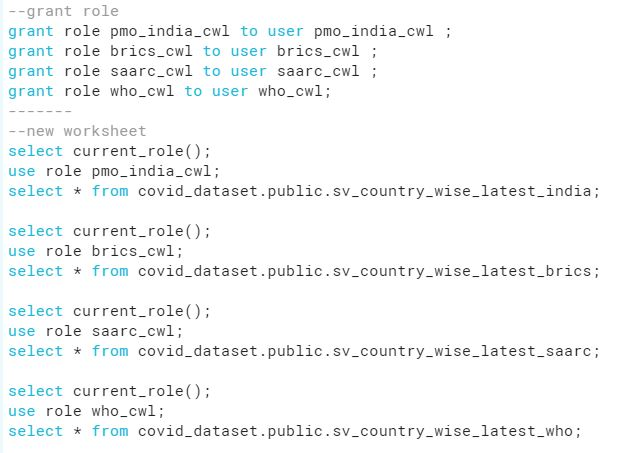 --grant role
grant role pmo_india_cwl to user pmo_india_cwl ;
grant role brics_cwl to user brics_cwl ;
grant role saarc_cwl to user saarc_cwl ;
grant role who_cwl to user who_cwl;
-------
--new worksheet
select current_role();
use role pmo_india_cwl;
select * from covid_dataset.public.sv_country_wise_latest_india;

select current_role();
use role brics_cwl;
select * from covid_dataset.public.sv_country_wise_latest_brics;

select current_role();
use role saarc_cwl;
select * from covid_dataset.public.sv_country_wise_latest_saarc;

select current_role();
use role who_cwl;
select * from covid_dataset.public.sv_country_wise_latest_who;